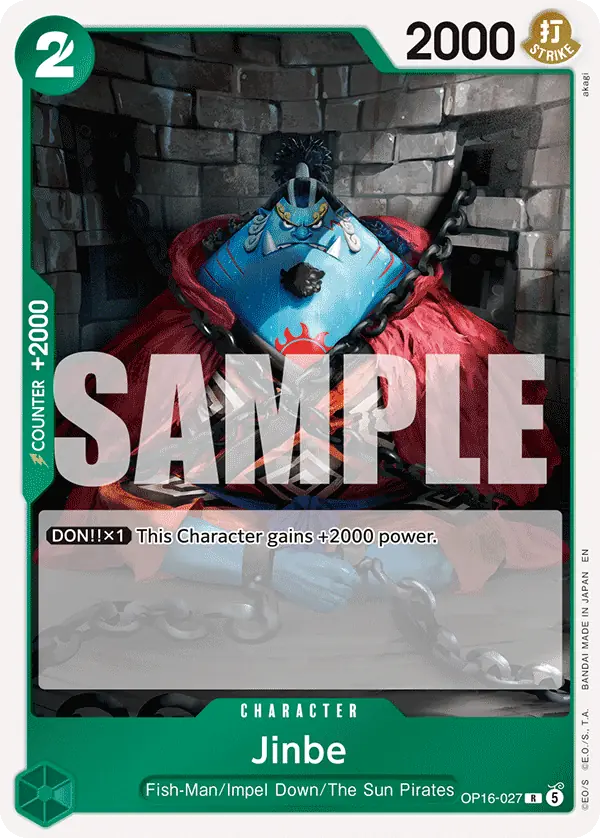 2
2000
打
STRIKE
akagi
COUNTER +2000
SAMPLE
DON!!×1 This Character gains +2000 power.
CHARACTER
Jinbe
Fish-Man/Impel Down/The Sun Pirates
OP16-027 R 5
©E.O/S ©E.O./S., T.A. BANDAI MADE IN JAPAN EN